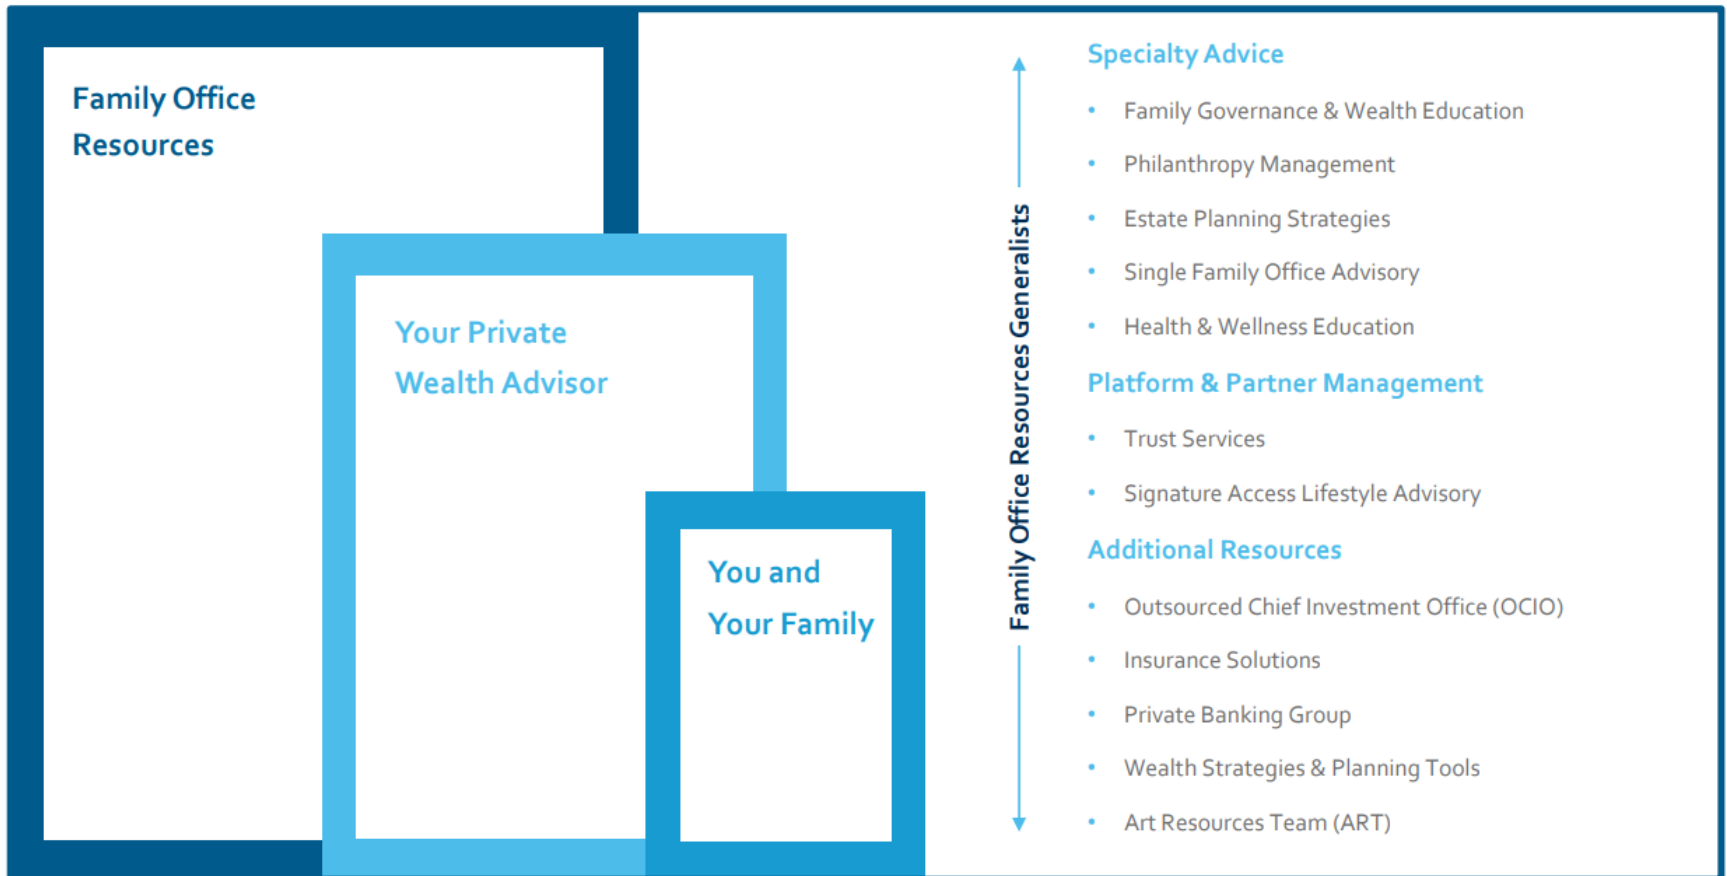 Family Office
Resources
Your Private
Wealth Advisor
You and
Your Family
Family Office Resources Generalists
Specialty Advice
• Family Governance & Wealth Education
• Philanthropy Management
• Estate Planning Strategies
• Single Family Office Advisory
• Health & Wellness Education
Platform & Partner Management
• Trust Services
• Signature Access Lifestyle Advisory
Additional Resources
• Outsourced Chief Investment Office (OCIO)
• Insurance Solutions
• Private Banking Group
• Wealth Strategies & Planning Tools
• Art Resources Team (ART)